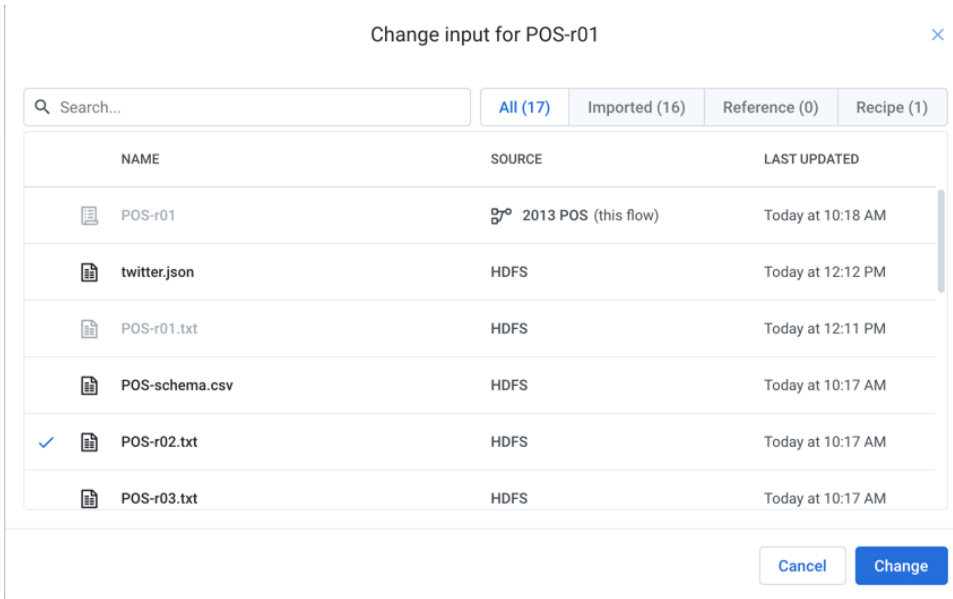 Change input for POS-r01
Search...
All (17) Imported (16) Reference (0) Recipe (1)
NAME SOURCE LAST UPDATED
POS-r01 2013 POS (this flow) Today at 10:18 AM
twitter.json HDFS Today at 12:12 PM
POS-r01.txt HDFS Today at 12:11 PM
POS-schema.csv HDFS Today at 10:17 AM
POS-r02.txt HDFS Today at 10:17 AM
POS-r03.txt HDFS Today at 10:17 AM
Cancel Change